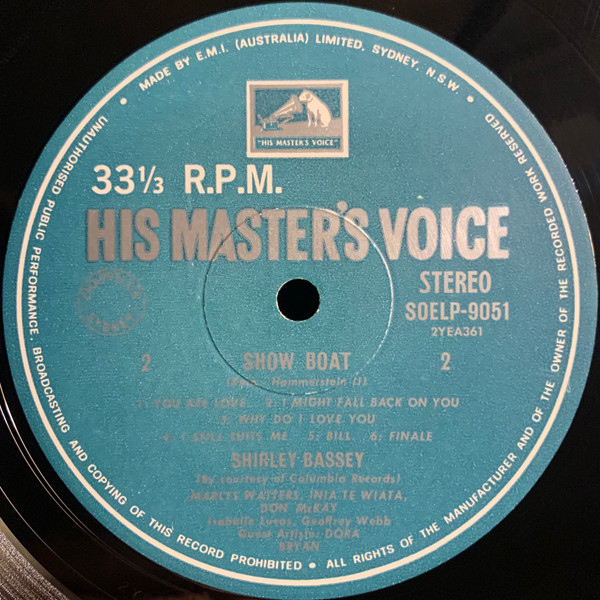 MADE BY E.M.I. (AUSTRALIA) LIMITED, SYDNEY, N.S.W. •
UNAUTHORISED PUBLIC PERFORMANCE, BROADCASTING AND COPYING OF THIS RECORD PROHIBITED • ALL RIGHTS OF THE MANUFACTURER AND OF THE OWNER OF THE RECORDED WORK RESERVED •
"HIS MASTER'S VOICE"
33⅓ R.P.M.
HIS MASTER'S VOICE
STEREO
SOELP-9051
2YEA361
SYDNEY
2 SHOW BOAT 2
Hammerstein II)
1. YOU ARE LOVE. 2. I MIGHT FALL BACK ON YOU
3. WHY DO I LOVE YOU
SUITS ME. 5: BILL. 6: FINALE
SHIRLEY BASSEY
(By courtesy of Columbia Records)
WATTERS, INIA TE WIATA,
DON McKAY
Isabelle Lucas, Geoffrey Webb
Guest Artiste: DORA
BRYAN